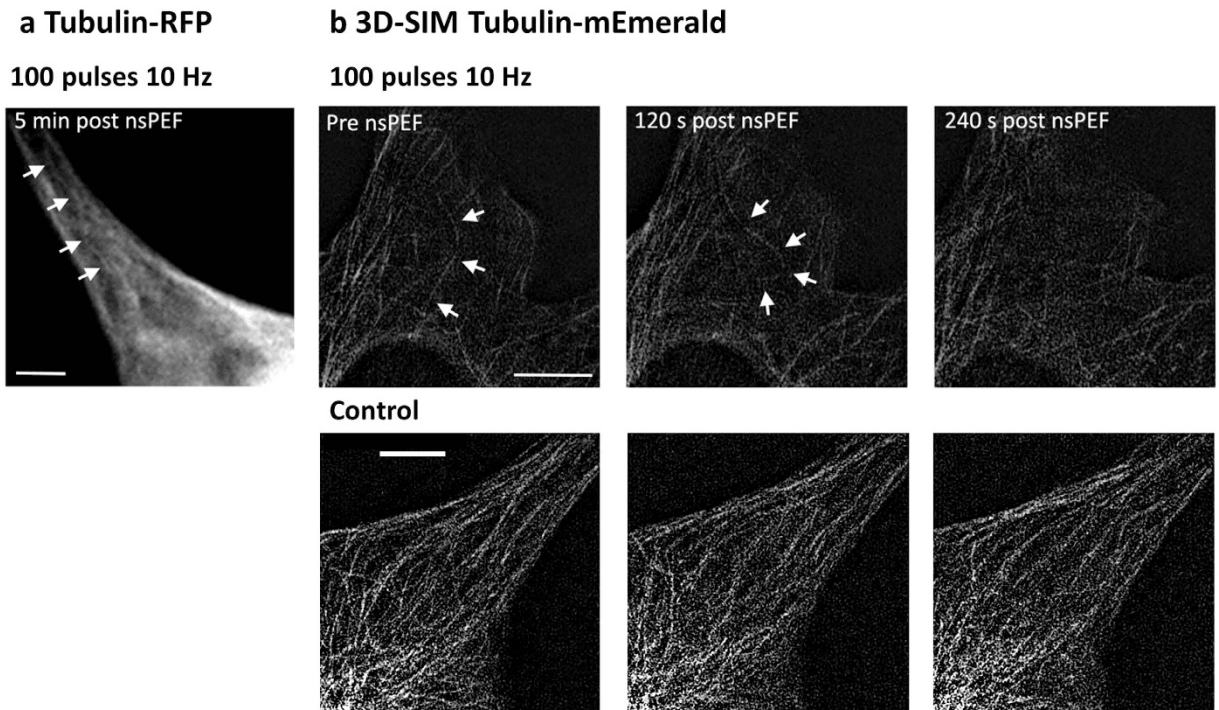 a Tubulin-RFP
b 3D-SIM Tubulin-mEmerald
100 pulses 10 Hz
100 pulses 10 Hz
5 min post nsPEF
Pre nsPEF
120 s post nsPEF
240 s post nsPEF
Control